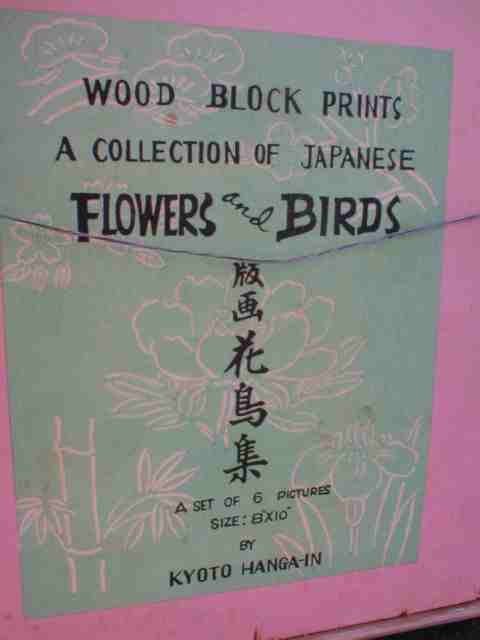 WOOD BLOCK PRINTS
A COLLECTION OF JAPANESE
FLOWERS and BIRDS
版画花鳥集
A SET OF 6 PICTURES
SIZE: 8"X10"
BY
KYOTO HANGA-IN